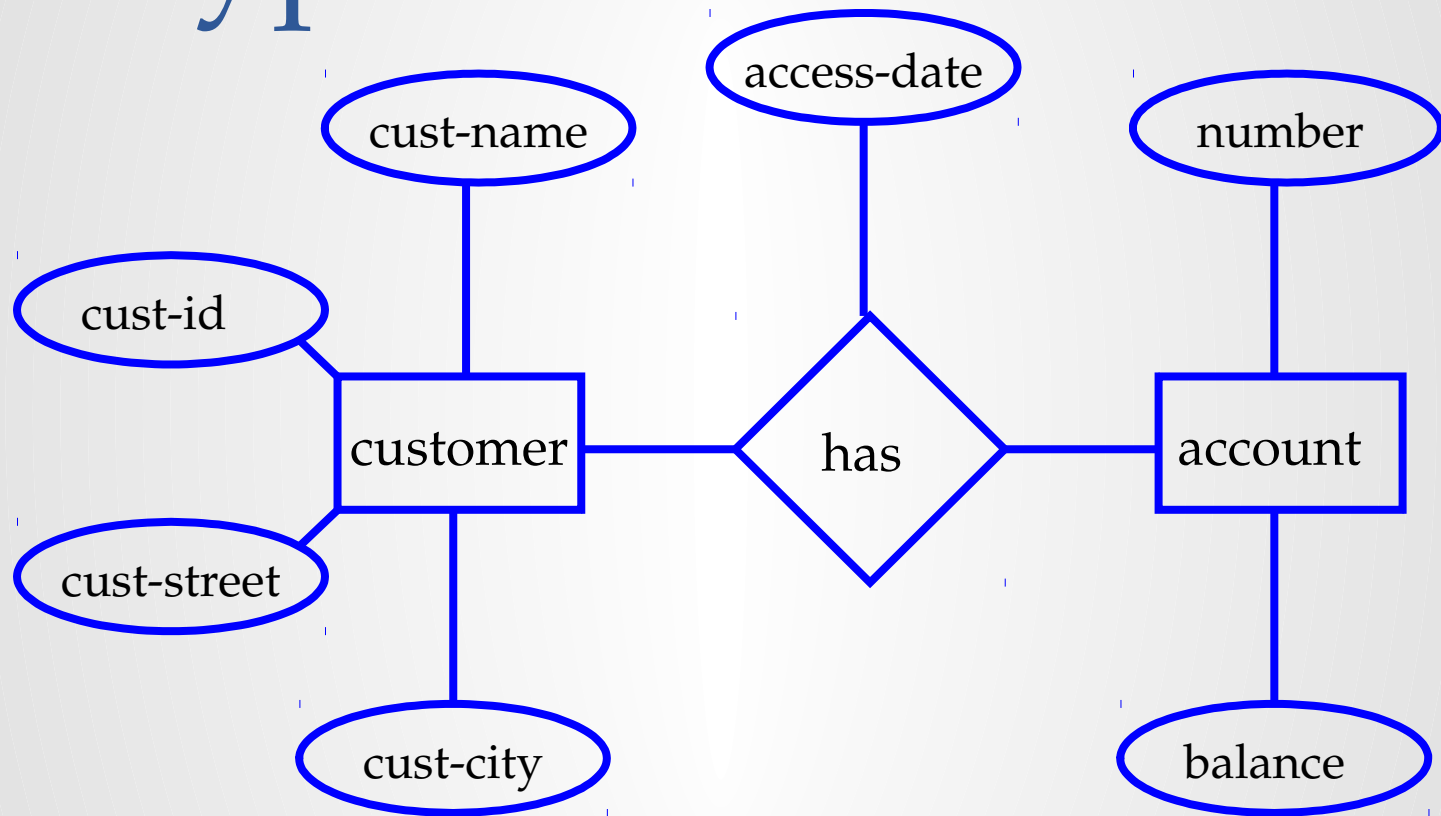 access-date
cust-name
number
cust-id
customer
has
account
cust-street
cust-city
balance